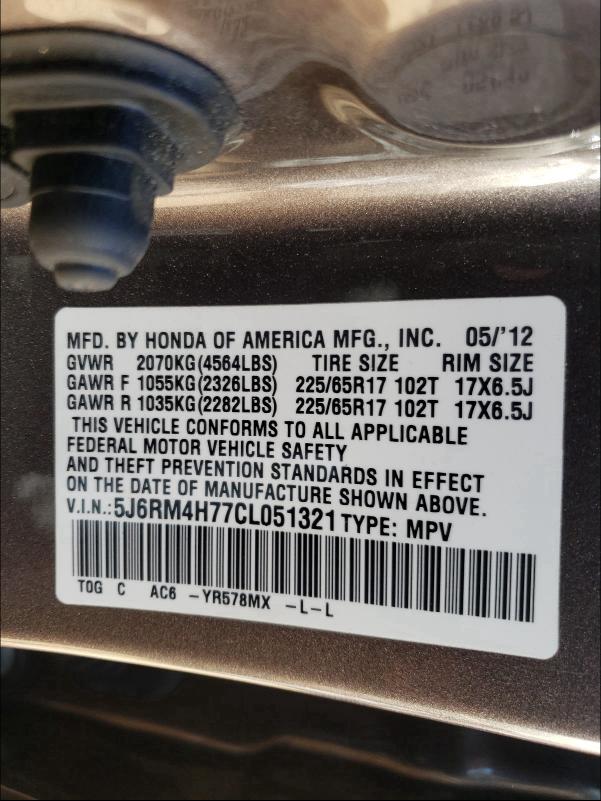 MFD. BY HONDA OF AMERICA MFG., INC. 05/'12
GVWR 2070KG(4564LBS) TIRE SIZE RIM SIZE
GAWR F 1055KG(2326LBS) 225/65R17 102T 17X6.5J
GAWR R 1035KG(2282LBS) 225/65R17 102T 17X6.5J
THIS VEHICLE CONFORMS TO ALL APPLICABLE
FEDERAL MOTOR VEHICLE SAFETY
AND THEFT PREVENTION STANDARDS IN EFFECT
ON THE DATE OF MANUFACTURE SHOWN ABOVE.
V.I.N.:5J6RM4H77CL051321 TYPE: MPV
TOG C AC6 -YR578MX -L-L